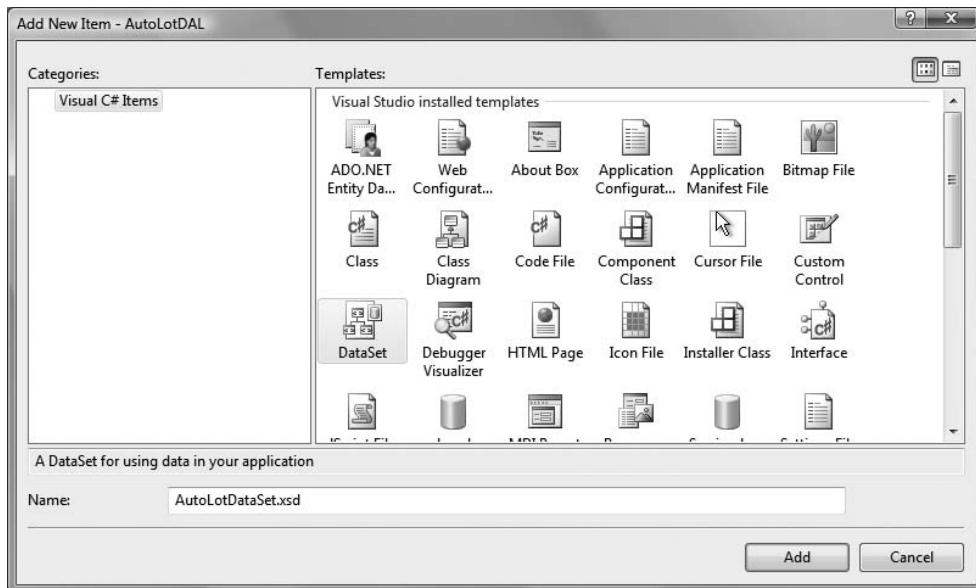 Add New Item - AutoLotDAL
Categories:
Visual C# Items
Templates:
Visual Studio installed templates
ADO.NET Entity Da...
Web Configurat...
About Box
Application Configurat...
Application Manifest File
Bitmap File
Class
Class Diagram
Code File
Component Class
Cursor File
Custom Control
DataSet
Debugger Visualizer
HTML Page
Icon File
Installer Class
Interface
A DataSet for using data in your application
Name:
AutoLotDataSet.xsd
Add
Cancel